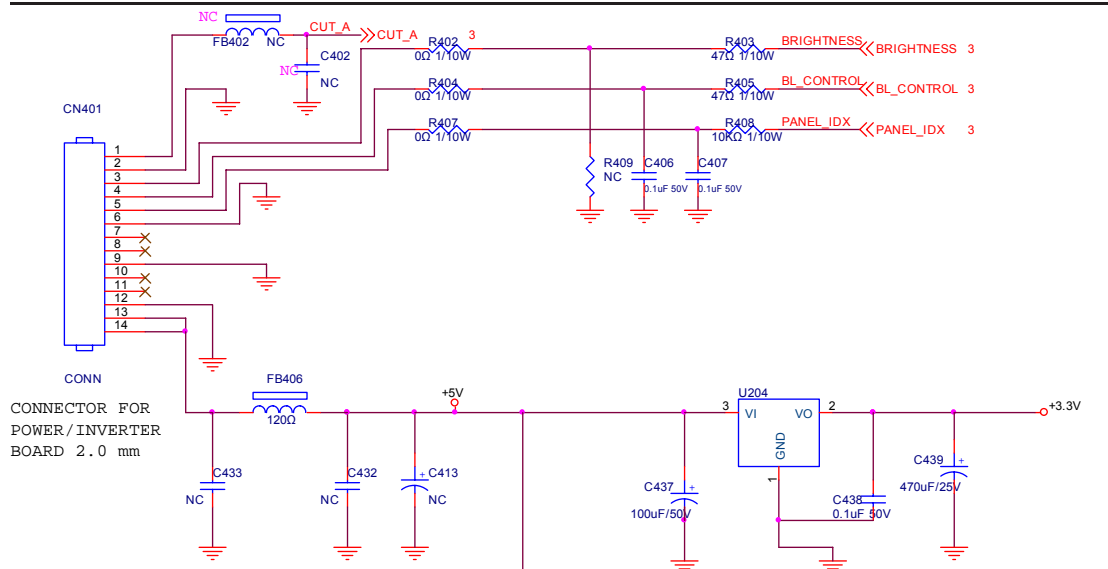 NC
FB402 NC
CUT_A
CUT_A 3
C402
NC
NC
R402
0Ω 1/10W
R403
47Ω 1/10W
BRIGHTNESS
BRIGHTNESS 3
R404
0Ω 1/10W
R405
47Ω 1/10W
BL_CONTROL
BL_CONTROL 3
R407
0Ω 1/10W
R408
10KΩ 1/10W
PANEL_IDX
PANEL_IDX 3
CN401
1
2
3
4
5
6
7
8
9
10
11
12
13
14
R409
NC
C406
0.1uF 50V
C407
0.1uF 50V
CONN
CONNECTOR FOR
POWER/INVERTER
BOARD 2.0 mm
FB406
120Ω
+5V
U204
3 VI VO 2
GND
1
+3.3V
C433
NC
C432
NC
+ C413
NC
C437 +
100uF/50V
C438
0.1uF 50V
C439 +
470uF/25V